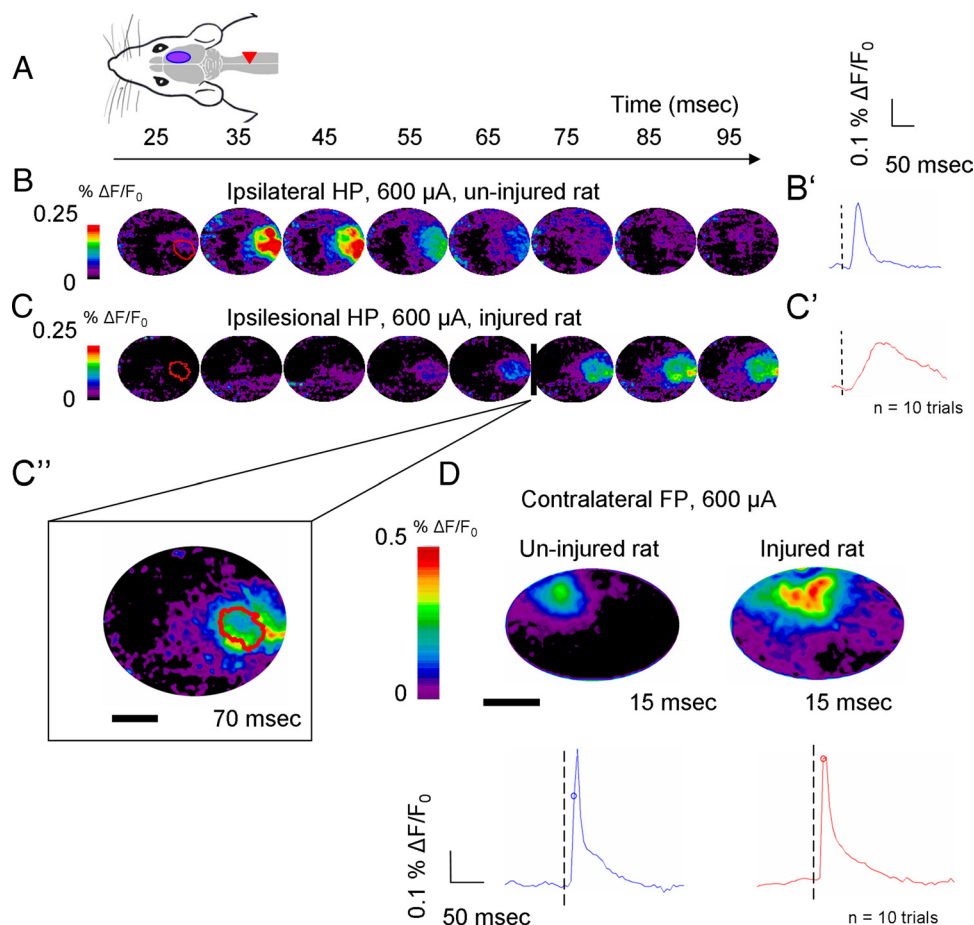 A
Time (msec)
25 35 45 55 65 75 85 95
0.1 % ΔF/F0
50 msec
B
% ΔF/F0
0.25
0
Ipsilateral HP, 600 µA, un-injured rat
B'
C
% ΔF/F0
0.25
0
Ipsilesional HP, 600 µA, injured rat
C'
n = 10 trials
C''
70 msec
D
Contralateral FP, 600 µA
% ΔF/F0
0.5
0
Un-injured rat
Injured rat
15 msec
15 msec
0.1 % ΔF/F0
50 msec
n = 10 trials